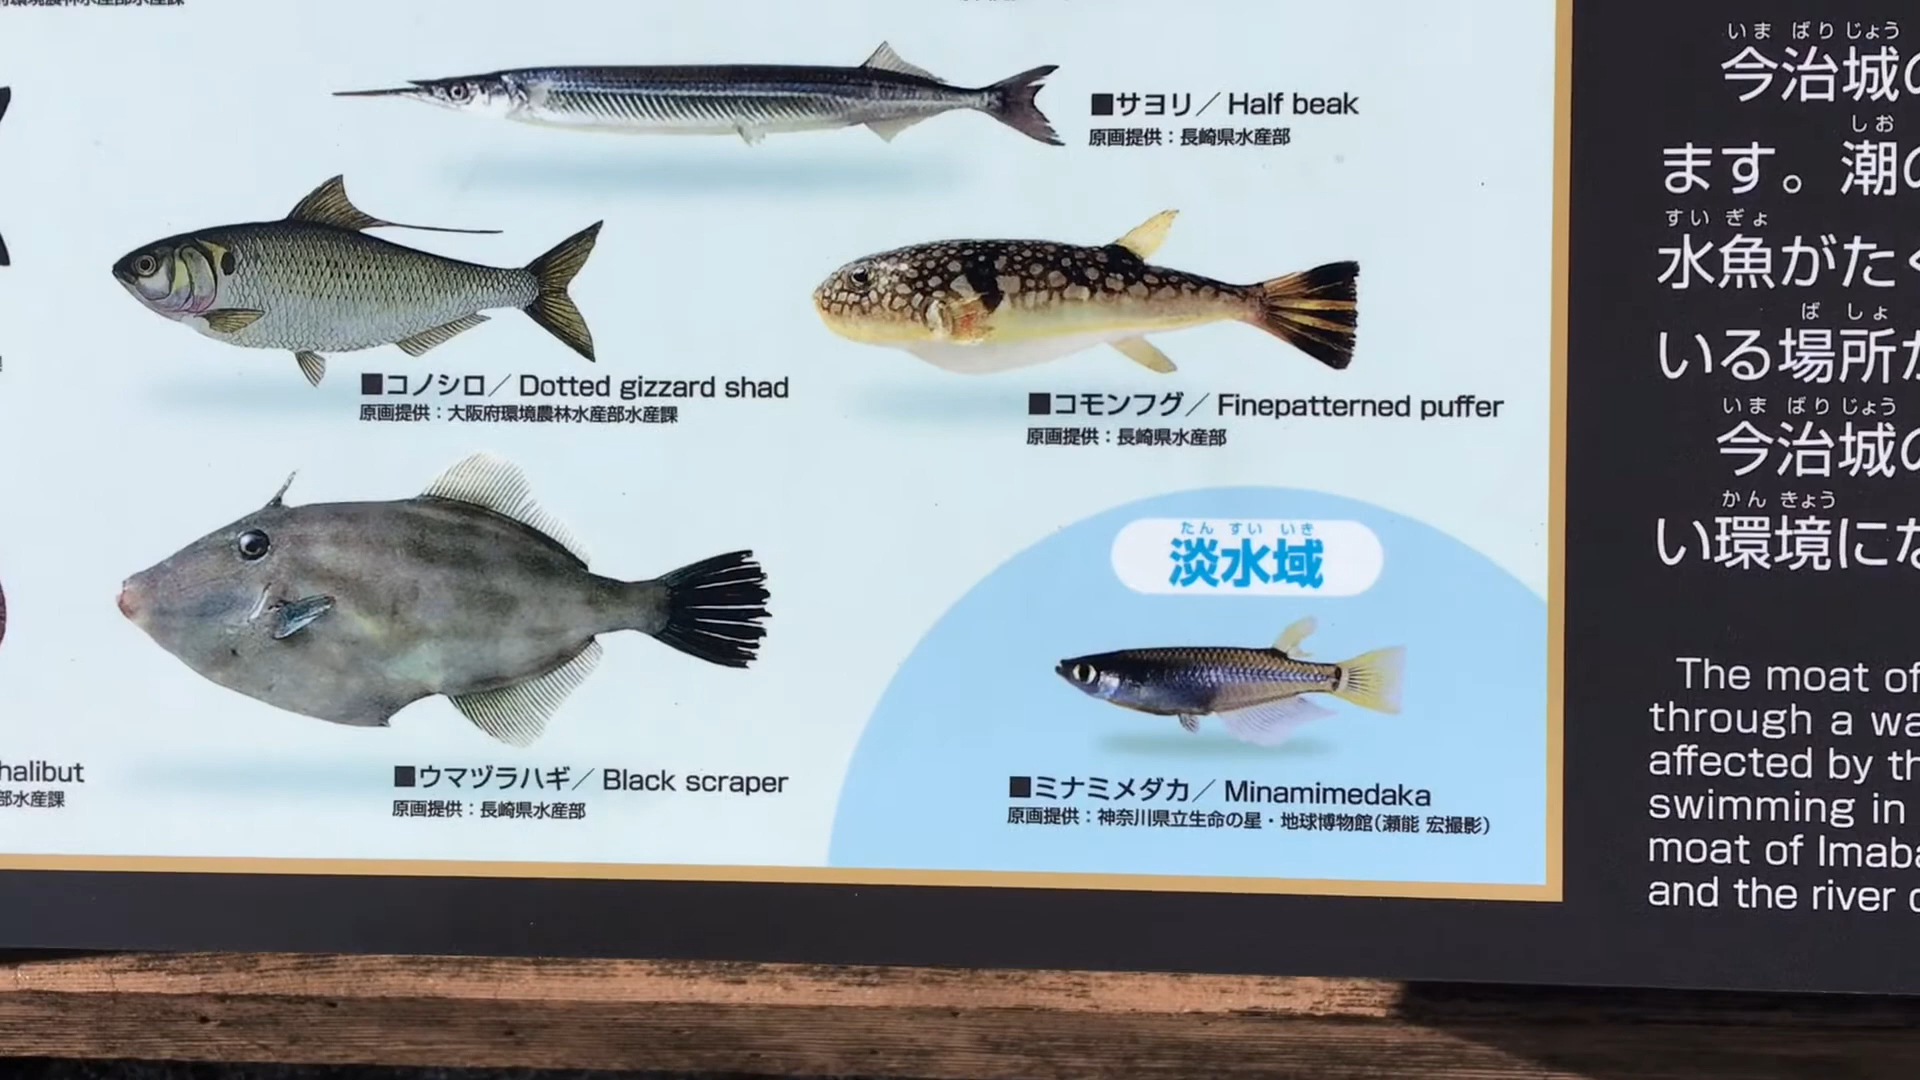 ■サヨリ／Half beak
原画提供：長崎県水産部
■コノシロ／Dotted gizzard shad
原画提供：大阪府環境農林水産部水産課
■コモンフグ／Finepatterned puffer
原画提供：長崎県水産部
halibut
部水産課
■ウマヅラハギ／Black scraper
原画提供：長崎県水産部
たんすいいき
淡水域
■ミナミメダカ／Minamimedaka
原画提供：神奈川県立生命の星・地球博物館（瀬能 宏撮影）
いまばりじょう
今治城の
しお
ます。潮の
すいぎょ
水魚がたく
ばしょ
いる場所が
いまばりじょう
今治城の
かんきょう
い環境にな
The moat of
through a wa
affected by th
swimming in
moat of Imaba
and the river